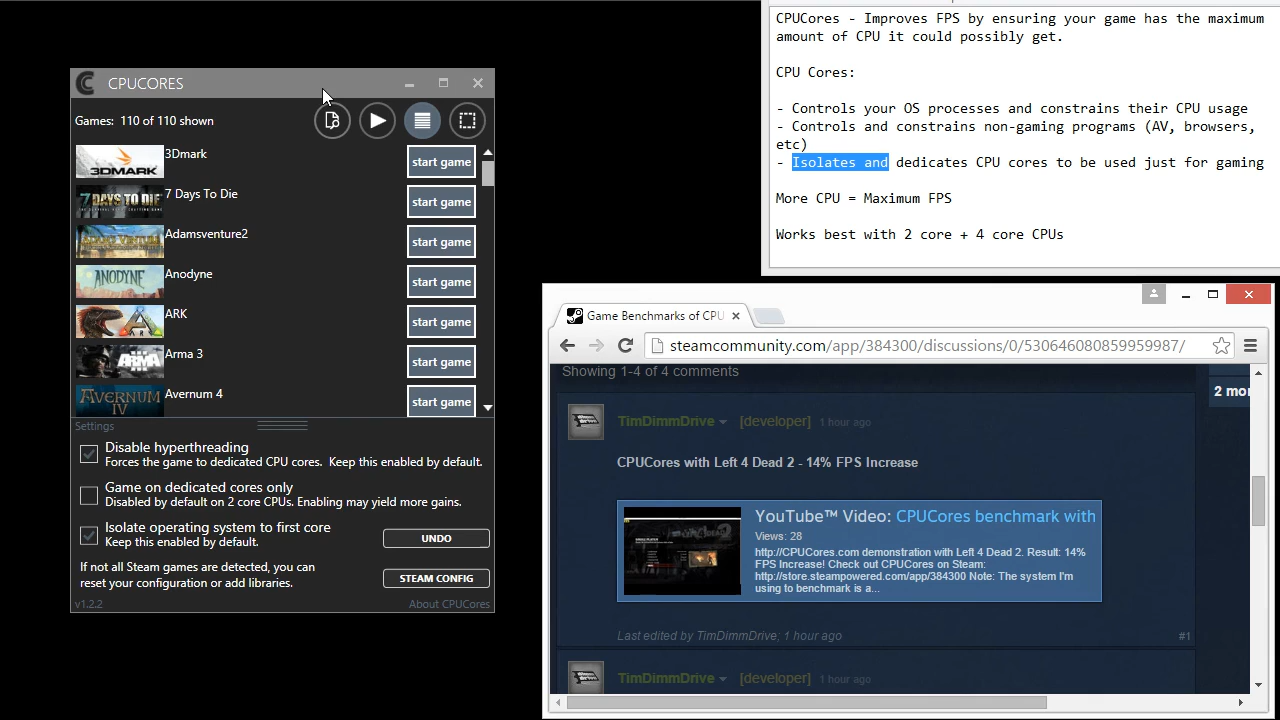 CPUCORES
Games: 110 of 110 shown
3DMARK
3Dmark
start game
7 DAYS TO DIE
7 Days To Die
start game
Adamsventure2
start game
ANODYNE
Anodyne
start game
ARK
ARK
start game
ARMA
Arma 3
start game
AVERNUM
IV
Avernum 4
start game
Settings
Disable hyperthreading
Forces the game to dedicated CPU cores. Keep this enabled by default.
Game on dedicated cores only
Disabled by default on 2 core CPUs. Enabling may yield more gains.
Isolate operating system to first core
Keep this enabled by default.
UNDO
If not all Steam games are detected, you can
reset your configuration or add libraries.
STEAM CONFIG
v1.2.2
About CPUCores
CPUCores - Improves FPS by ensuring your game has the maximum
amount of CPU it could possibly get.
CPU Cores:
- Controls your OS processes and constrains their CPU usage
- Controls and constrains non-gaming programs (AV, browsers,
etc)
- Isolates and dedicates CPU cores to be used just for gaming
More CPU = Maximum FPS
Works best with 2 core + 4 core CPUs
Game Benchmarks of CPU
steamcommunity.com/app/384300/discussions/0/530646080859959987/
Showing 1-4 of 4 comments
2 mor
TimDimmDrive [developer] 1 hour ago
CPUCores with Left 4 Dead 2 - 14% FPS Increase
YouTube™ Video: CPUCores benchmark with
Views: 28
http://CPUCores.com demonstration with Left 4 Dead 2. Result: 14%
FPS Increase! Check out CPUCores on Steam:
http://store.steampowered.com/app/384300 Note: The system I'm
using to benchmark is a...
Last edited by TimDimmDrive; 1 hour ago
#1
TimDimmDrive [developer] 1 hour ago